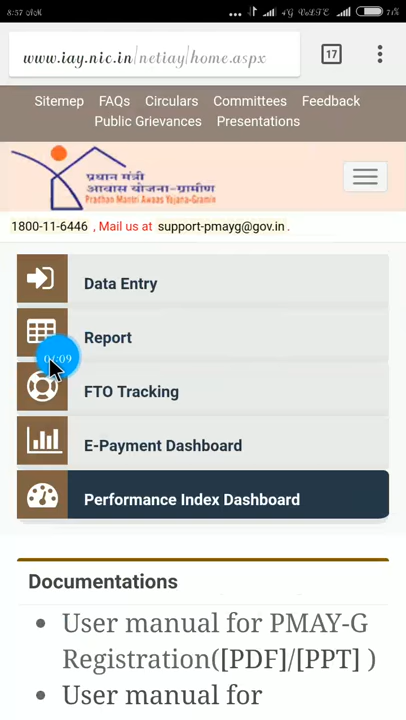 8:57
4G VoLTE
71%
www.iay.nic.in/netiay/home.aspx
17
Sitemep FAQs Circulars Committees Feedback
Public Grievances Presentations
प्रधान मंत्री
आवास योजना-ग्रामीण
Pradhan Mantri Awaas Yojana-Gramin
1800-11-6446 , Mail us at support-pmayg@gov.in .
Data Entry
Report
FTO Tracking
E-Payment Dashboard
Performance Index Dashboard
Documentations
User manual for PMAY-G
Registration([PDF]/[PPT] )
User manual for